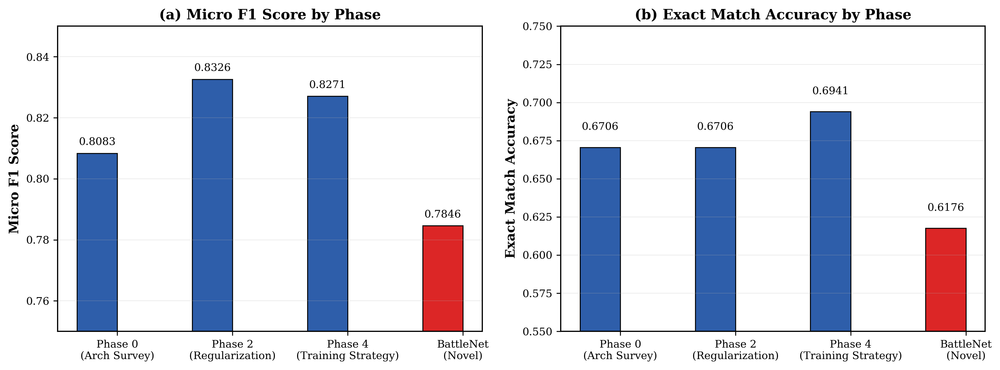 (a) Micro F1 Score by Phase
Micro F1 Score
0.84
0.82
0.80
0.78
0.76
0.8083
0.8326
0.8271
0.7846
Phase 0
(Arch Survey)
Phase 2
(Regularization)
Phase 4
(Training Strategy)
BattleNet
(Novel)
(b) Exact Match Accuracy by Phase
Exact Match Accuracy
0.750
0.725
0.700
0.675
0.650
0.625
0.600
0.575
0.550
0.6706
0.6706
0.6941
0.6176
Phase 0
(Arch Survey)
Phase 2
(Regularization)
Phase 4
(Training Strategy)
BattleNet
(Novel)